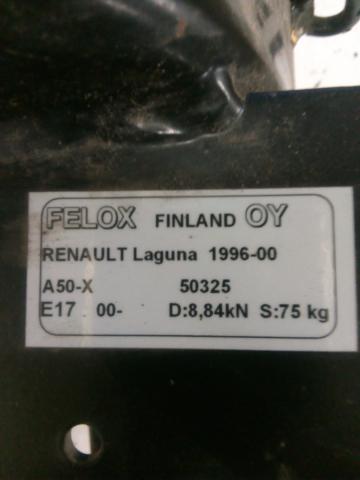 FELOX FINLAND OY
RENAULT Laguna 1996-00
A50-X 50325
E17 00- D:8,84kN S:75 kg